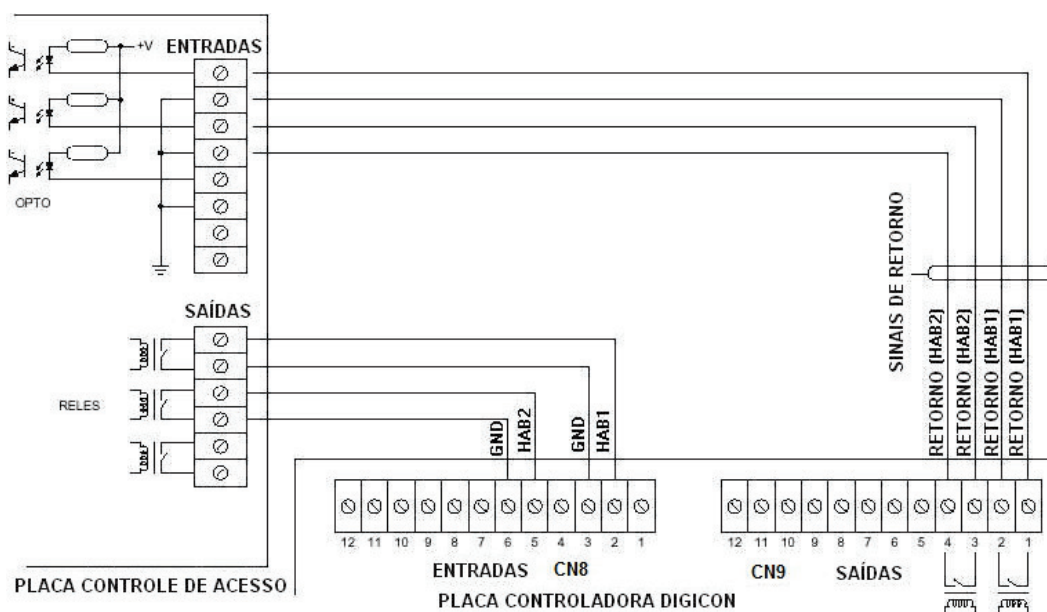 +V
ENTRADAS
OPTO
SAÍDAS
RELES
GND
HAB2
GND
HAB1
SINAIS DE RETORNO
RETORNO (HAB2)
RETORNO (HAB2)
RETORNO (HAB1)
RETORNO (HAB1)
12 11 10 9 8 7 6 5 4 3 2 1
12 11 10 9 8 7 6 5 4 3 2 1
ENTRADAS CN8
CN9 SAÍDAS
PLACA CONTROLE DE ACESSO
PLACA CONTROLADORA DIGICON